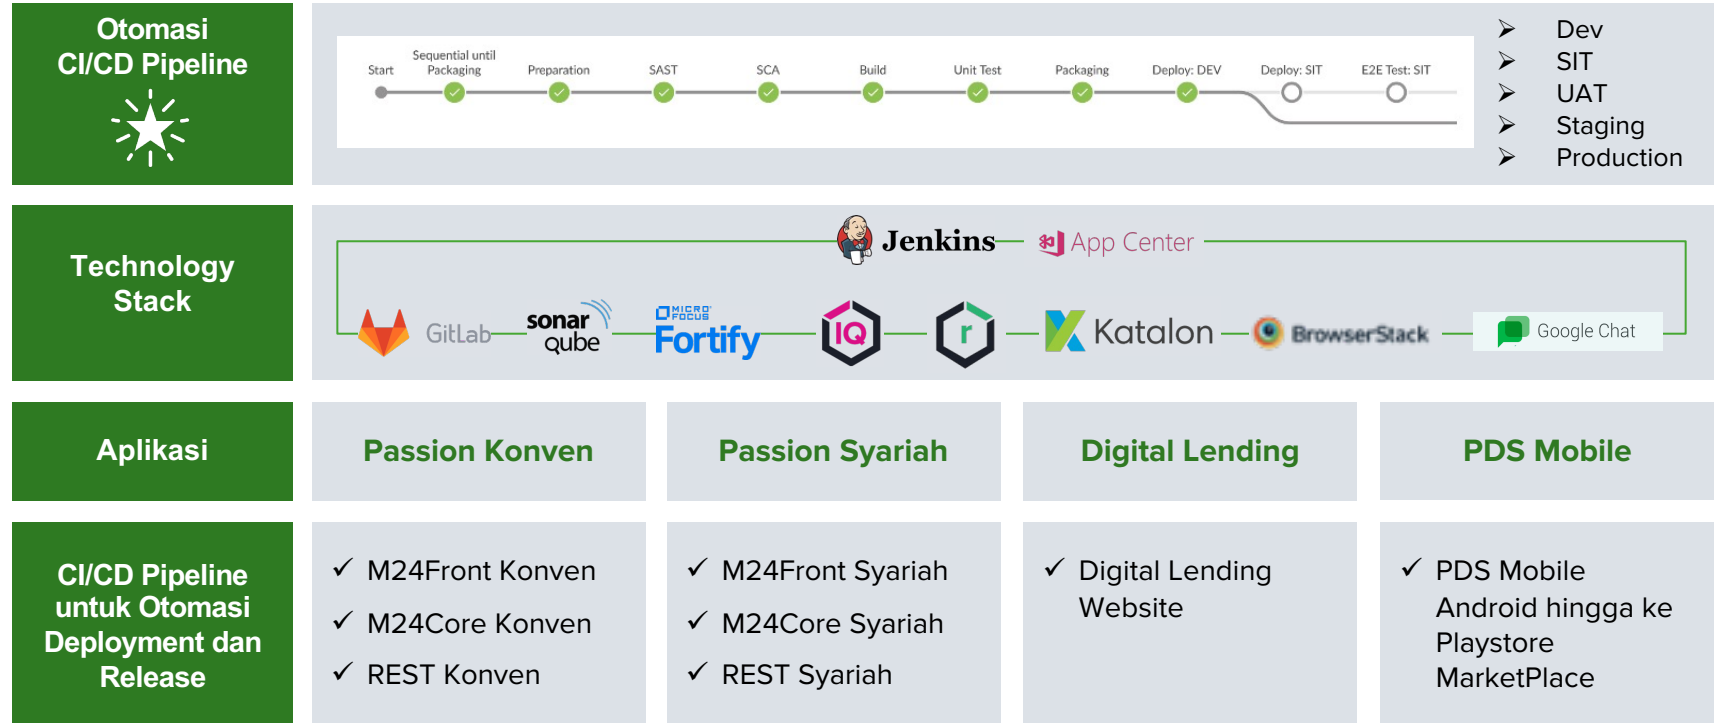 Otomasi
CI/CD Pipeline
Start
Sequential until
Packaging
Preparation
SAST
SCA
Build
Unit Test
Packaging
Deploy: DEV
Deploy: SIT
E2E Test: SIT
Dev
SIT
UAT
Staging
Production
Technology
Stack
Jenkins
App Center
GitLab
sonar
qube
MICRO
FOCUS
Fortify
IQ
r
Katalon
BrowserStack
Google Chat
Aplikasi
Passion Konven
Passion Syariah
Digital Lending
PDS Mobile
CI/CD Pipeline
untuk Otomasi
Deployment dan
Release
M24Front Konven
M24Core Konven
REST Konven
M24Front Syariah
M24Core Syariah
REST Syariah
Digital Lending
Website
PDS Mobile
Android hingga ke
Playstore
MarketPlace